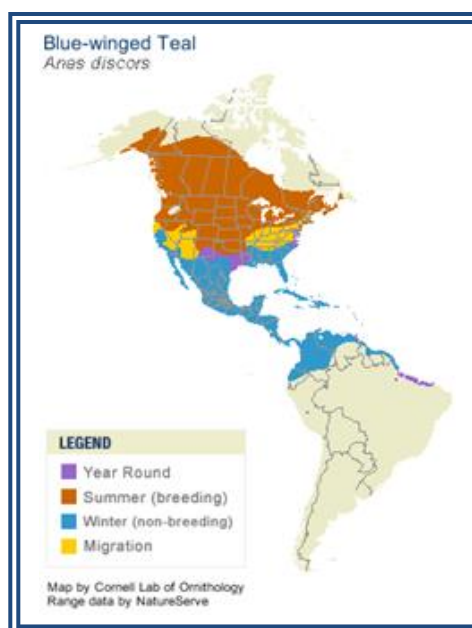 Blue-winged Teal
Anas discors
LEGEND
Year Round
Summer (breeding)
Winter (non-breeding)
Migration
Map by Cornell Lab of Ornithology
Range data by NatureServe